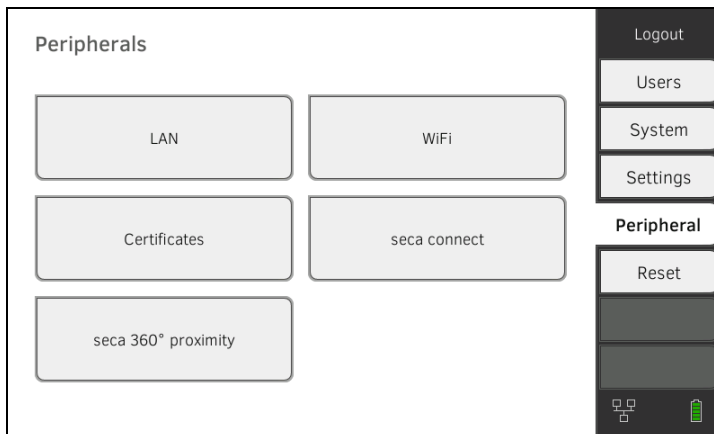 Peripherals
LAN
WiFi
Certificates
seca connect
seca 360° proximity
Logout
Users
System
Settings
Peripheral
Reset